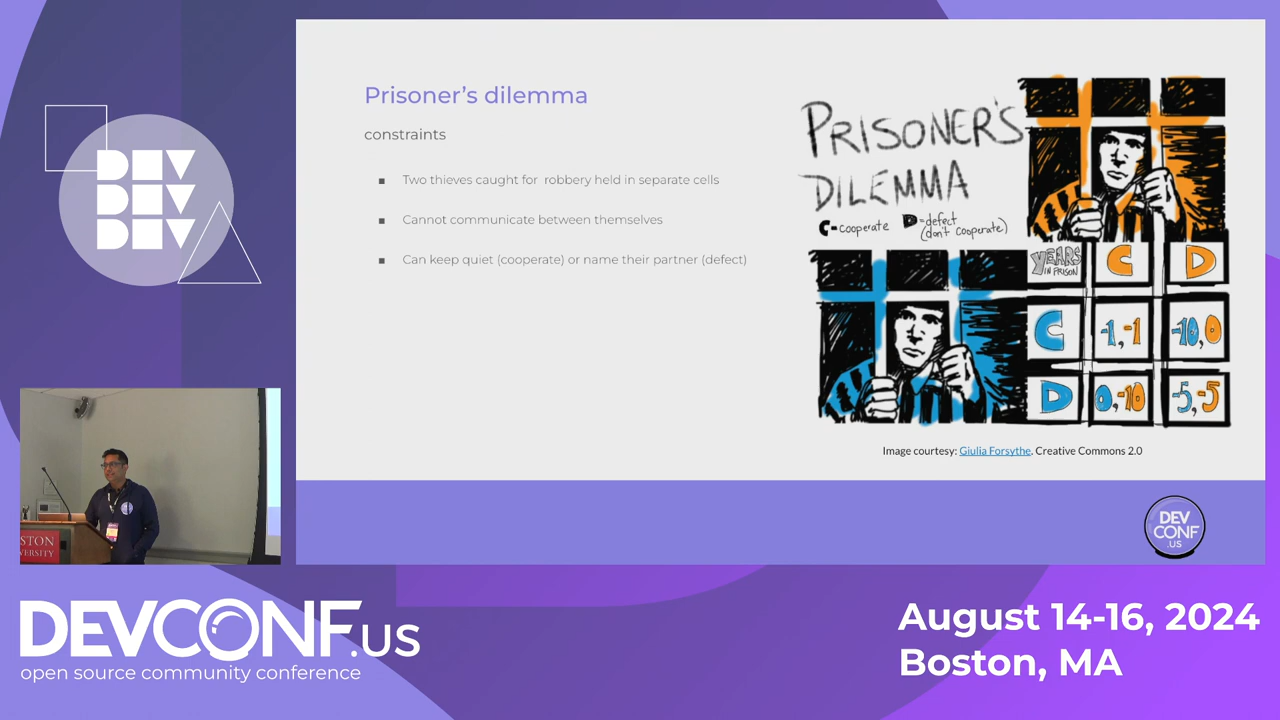 DEV
DEV
DEV
Prisoner's dilemma
constraints
▪ Two thieves caught for robbery held in separate cells
▪ Cannot communicate between themselves
▪ Can keep quiet (cooperate) or name their partner (defect)
PRISONER'S
DILEMMA
C=cooperate D=defect
(don't cooperate)
YEARS
IN PRISON
C D
C -1,-1 -10,0
D 0,-10 -5,-5
Image courtesy: Giulia Forsythe, Creative Commons 2.0
DEV
CONF
.US
STON
VERSITY
DEVCONF.US
open source community conference
August 14-16, 2024
Boston, MA